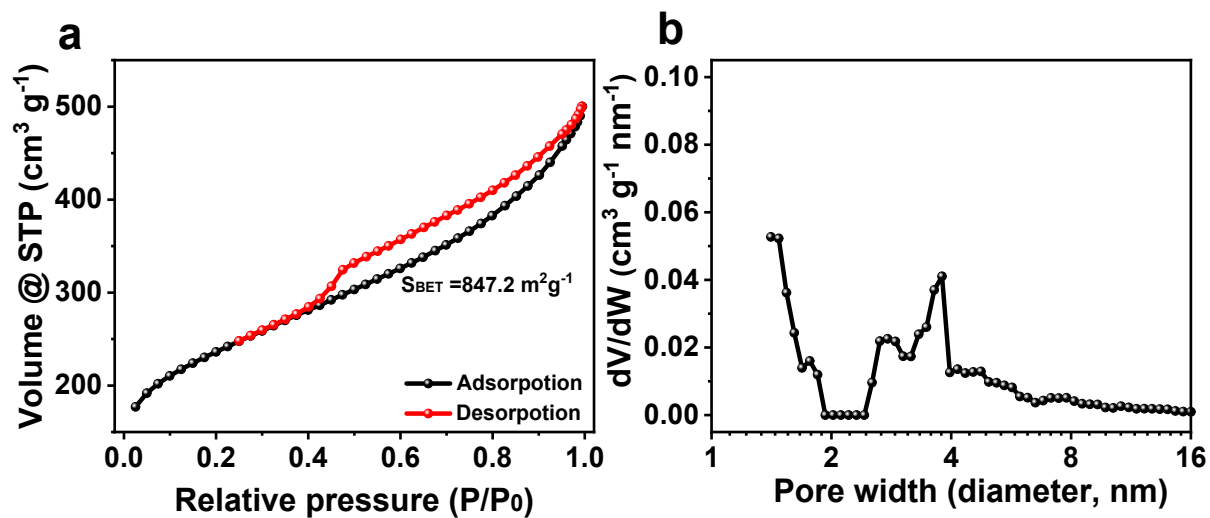 a
Volume @ STP (cm³ g⁻¹)
500
400
300
200
S_BET =847.2 m²g⁻¹
Adsorpotion
Desorpotion
0.0 0.2 0.4 0.6 0.8 1.0
Relative pressure (P/P₀)
b
dV/dW (cm³ g⁻¹ nm⁻¹)
0.10
0.08
0.06
0.04
0.02
0.00
1 2 4 8 16
Pore width (diameter, nm)